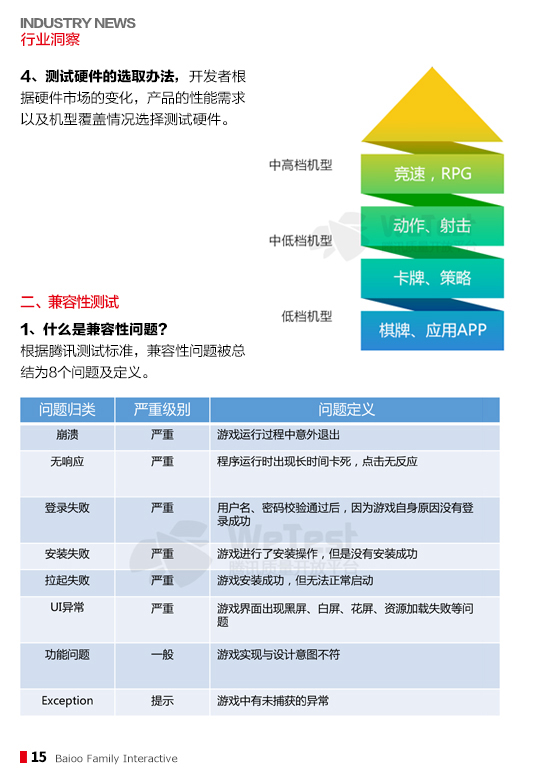 INDUSTRY NEWS
行业洞察
4、测试硬件的选取办法，开发者根
据硬件市场的变化，产品的性能需求
以及机型覆盖情况选择测试硬件。
中高档机型
竞速，RPG
动作、射击
中低档机型
卡牌、策略
低档机型
棋牌、应用APP
二、兼容性测试
1、什么是兼容性问题？
根据腾讯测试标准，兼容性问题被总
结为8个问题及定义。
问题归类 严重级别 问题定义
崩溃 严重 游戏运行过程中意外退出
无响应 严重 程序运行时出现长时间卡死，点击无反应
登录失败 严重 用户名、密码校验通过后，因为游戏自身原因没有登
录成功
安装失败 严重 游戏进行了安装操作，但是没有安装成功
拉起失败 严重 游戏安装成功，但无法正常启动
UI异常 严重 游戏界面出现黑屏、白屏、花屏、资源加载失败等问
题
功能问题 一般 游戏实现与设计意图不符
Exception 提示 游戏中有未捕获的异常
WeTest
腾讯质量开放平台
15 Baioo Family Interactive